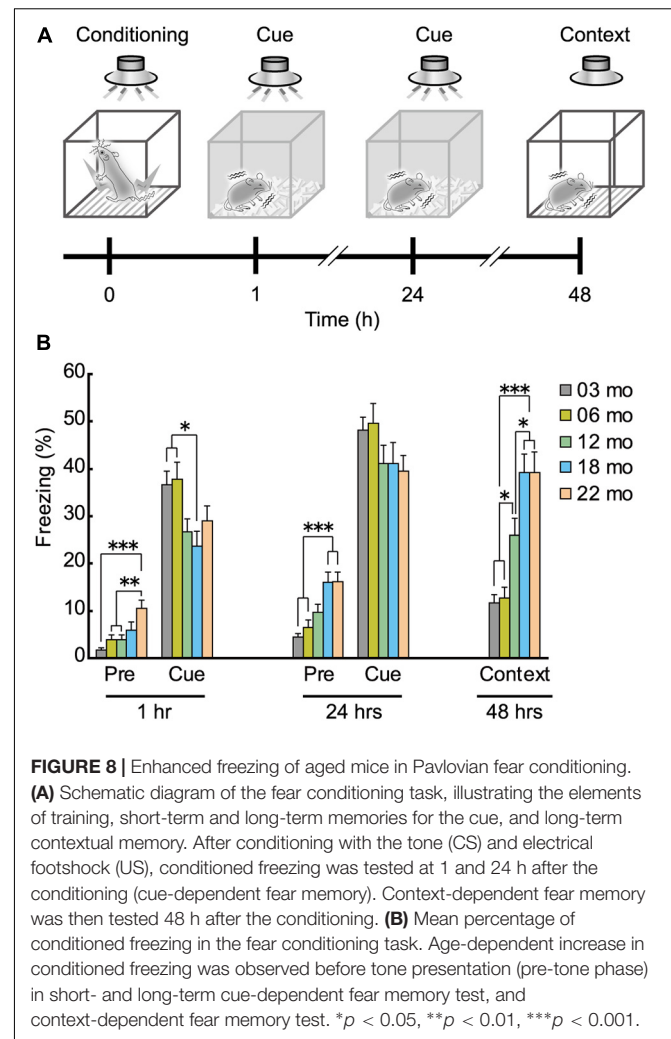 A
Conditioning Cue Cue Context
0 1 24 48
Time (h)
B
60
50
40
30
20
10
0
Freezing (%)
*** ** * *** * *** *
03 mo
06 mo
12 mo
18 mo
22 mo
Pre Cue Pre Cue Context
1 hr 24 hrs 48 hrs
FIGURE 8 | Enhanced freezing of aged mice in Pavlovian fear conditioning.
(A) Schematic diagram of the fear conditioning task, illustrating the elements
of training, short-term and long-term memories for the cue, and long-term
contextual memory. After conditioning with the tone (CS) and electrical
footshock (US), conditioned freezing was tested at 1 and 24 h after the
conditioning (cue-dependent fear memory). Context-dependent fear memory
was then tested 48 h after the conditioning. (B) Mean percentage of
conditioned freezing in the fear conditioning task. Age-dependent increase in
conditioned freezing was observed before tone presentation (pre-tone phase)
in short- and long-term cue-dependent fear memory test, and
context-dependent fear memory test. *p < 0.05, **p < 0.01, ***p < 0.001.